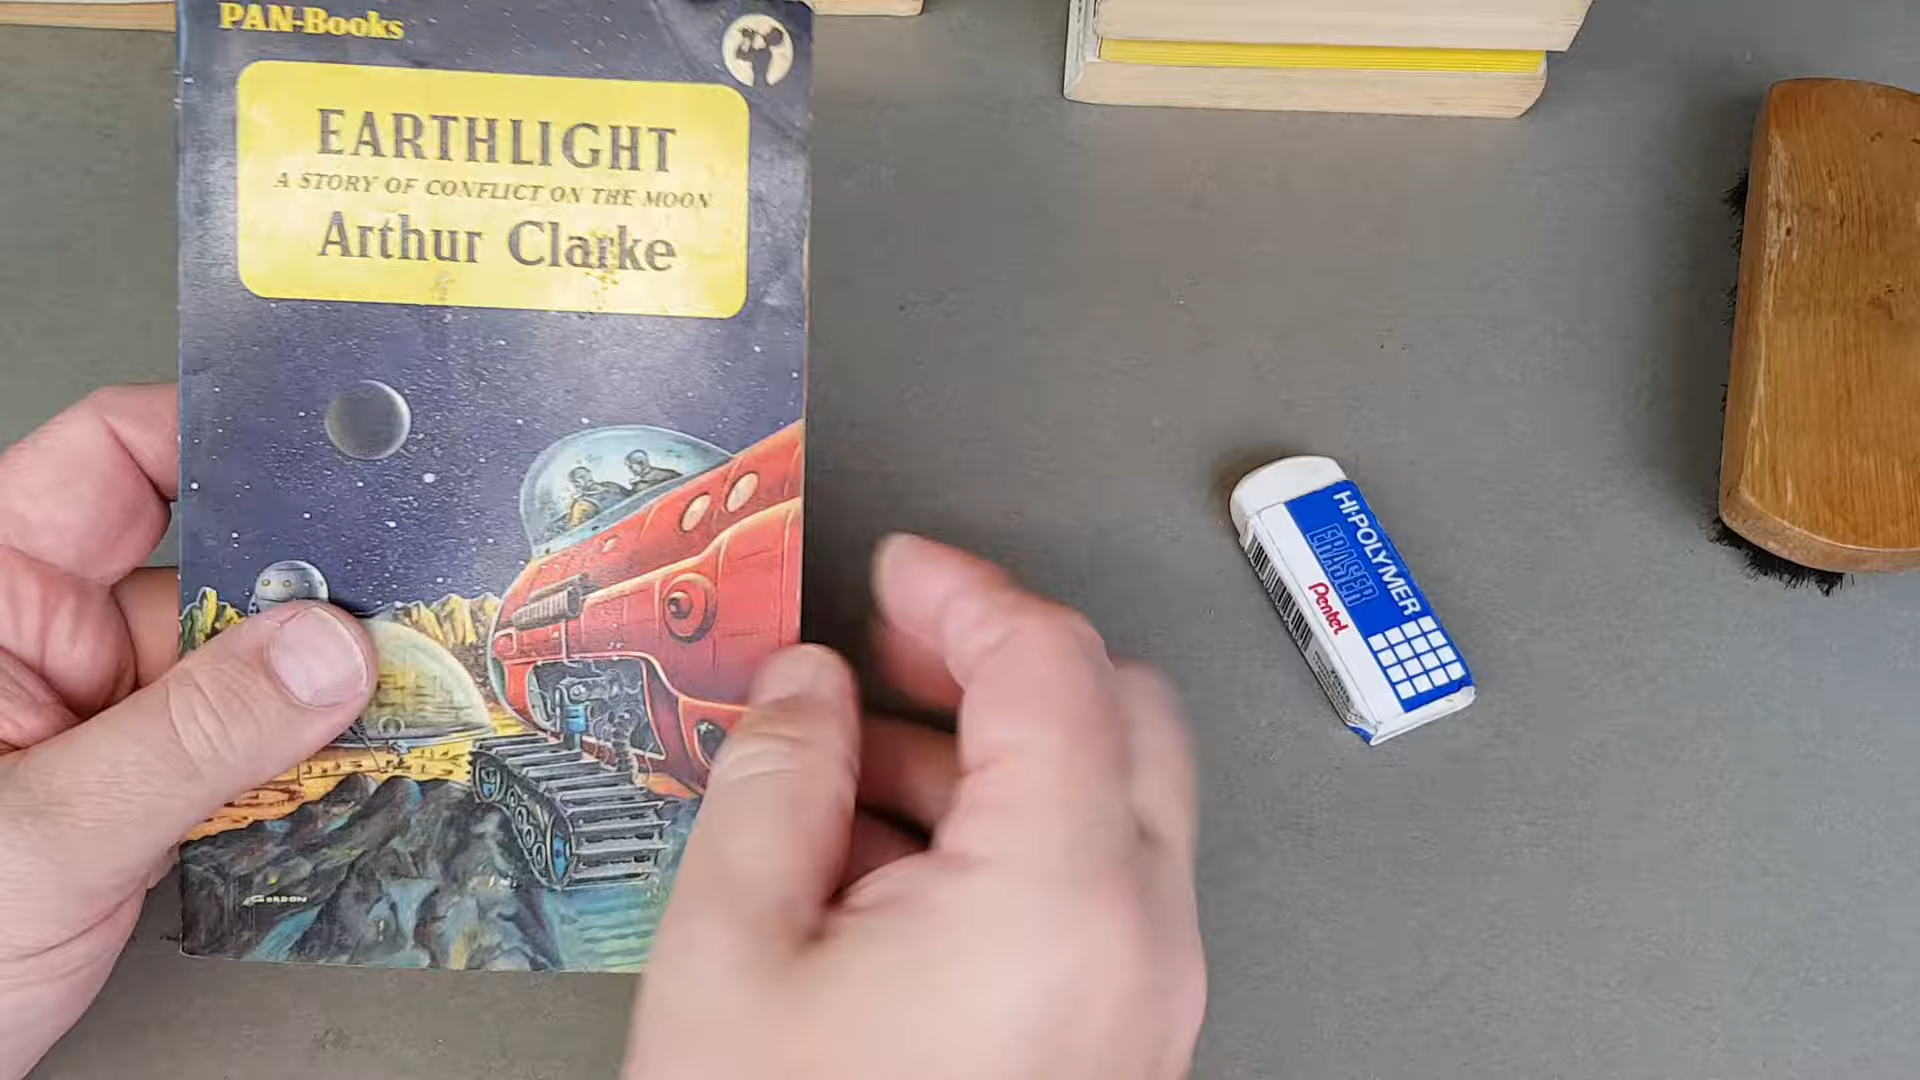 PAN-Books
EARTHLIGHT
A STORY OF CONFLICT ON THE MOON
Arthur Clarke
GORDON
HI-POLYMER
ERASER
Pentel